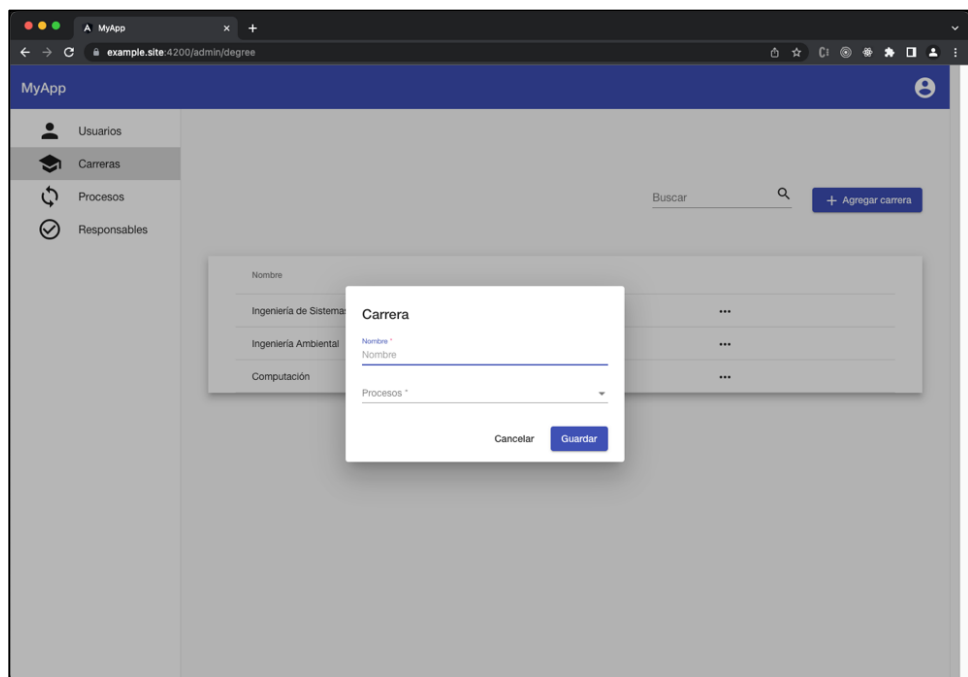 MyApp
example.site:4200/admin/degree
MyApp
Usuarios
Carreras
Procesos
Responsables
Buscar
+ Agregar carrera
Nombre
Ingeniería de Sistemas
Ingeniería Ambiental
Computación
Carrera
Nombre *
Nombre
Procesos *
Cancelar
Guardar